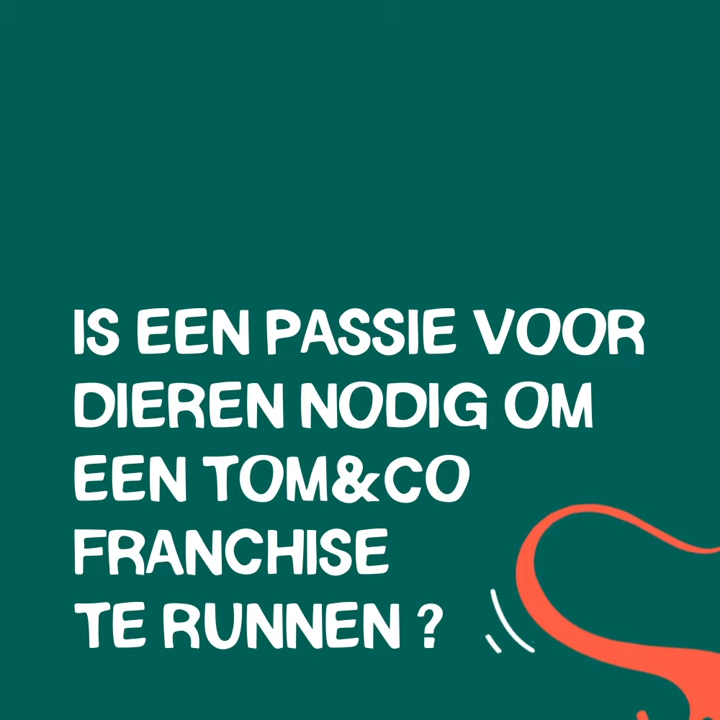 IS EEN PASSIE VOOR
DIEREN NODIG OM
EEN TOM&CO
FRANCHISE
TE RUNNEN ?